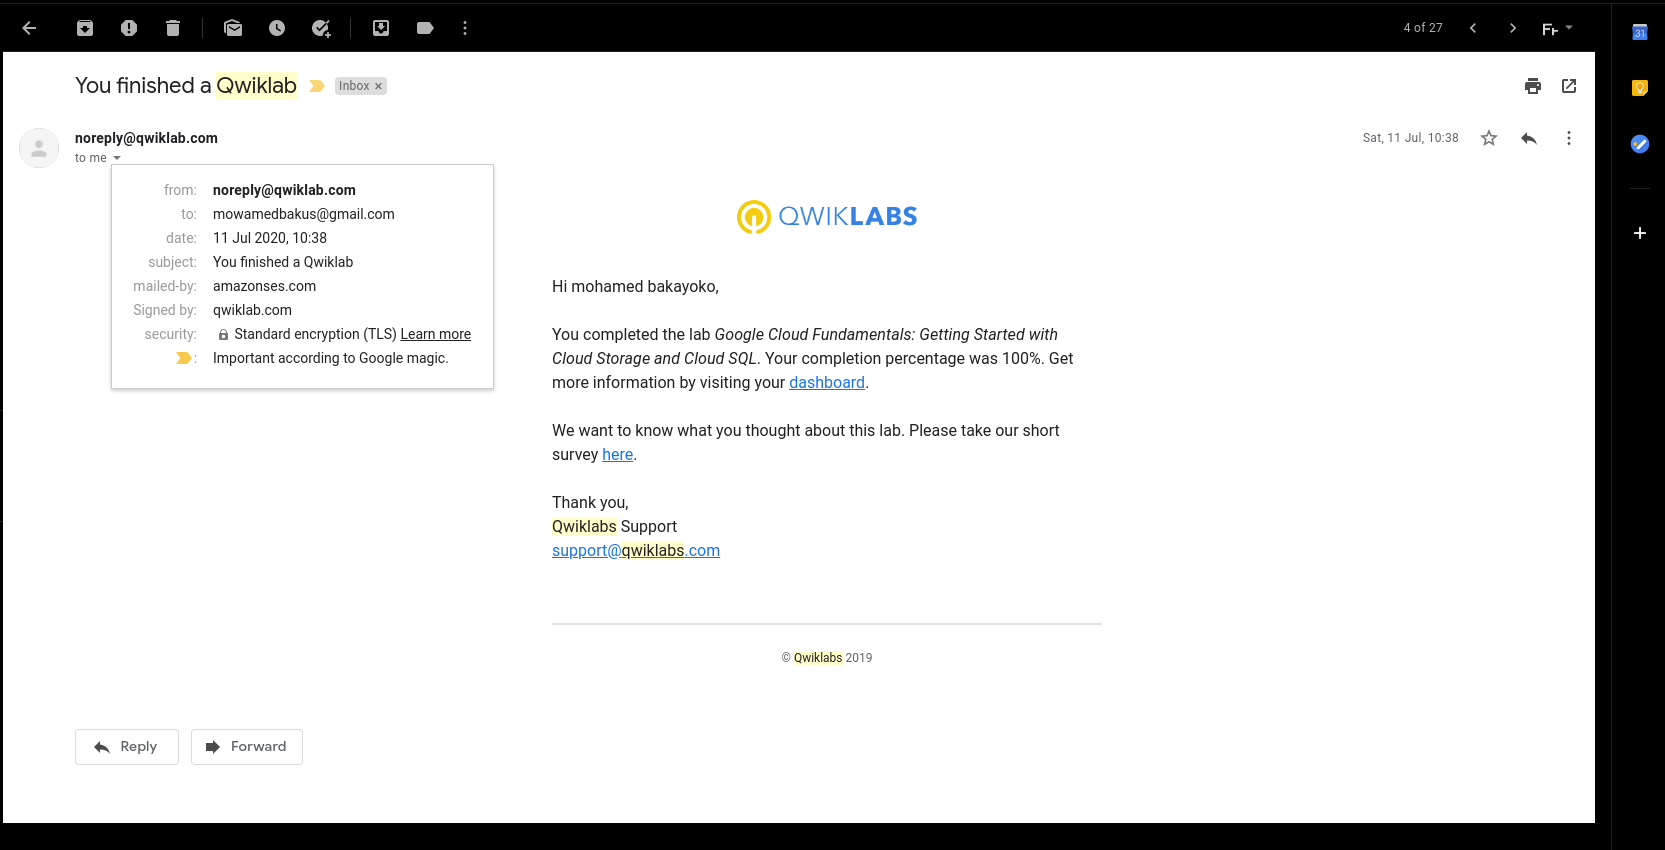 4 of 27
31
You finished a Qwiklab
Inbox ×
noreply@qwiklab.com
Sat, 11 Jul, 10:38
to me
from: noreply@qwiklab.com
to: mowamedbakus@gmail.com
date: 11 Jul 2020, 10:38
subject: You finished a Qwiklab
mailed-by: amazonses.com
Signed by: qwiklab.com
security: Standard encryption (TLS) Learn more
: Important according to Google magic.
QWIKLABS
Hi mohamed bakayoko,
You completed the lab Google Cloud Fundamentals: Getting Started with
Cloud Storage and Cloud SQL. Your completion percentage was 100%. Get
more information by visiting your dashboard.
We want to know what you thought about this lab. Please take our short
survey here.
Thank you,
Qwiklabs Support
support@qwiklabs.com
© Qwiklabs 2019
Reply
Forward